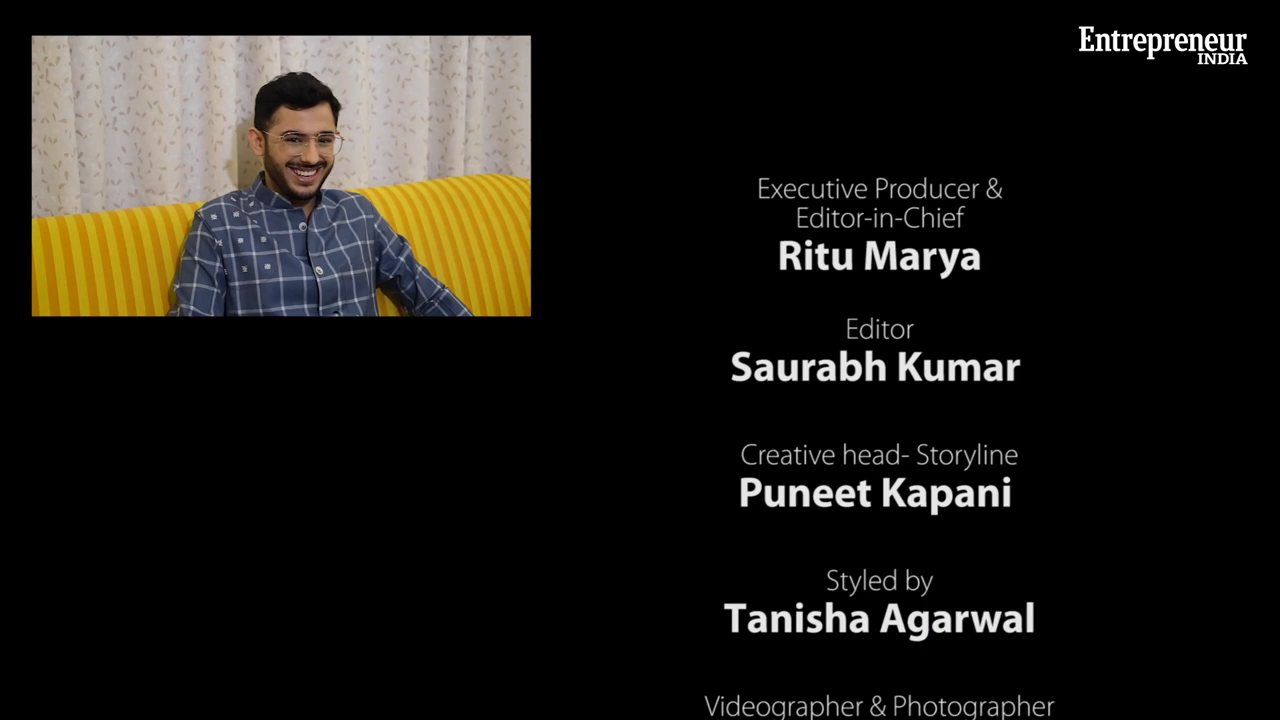 Entrepreneur
INDIA
Executive Producer &
Editor-in-Chief
Ritu Marya
Editor
Saurabh Kumar
Creative head- Storyline
Puneet Kapani
Styled by
Tanisha Agarwal
Videographer & Photographer